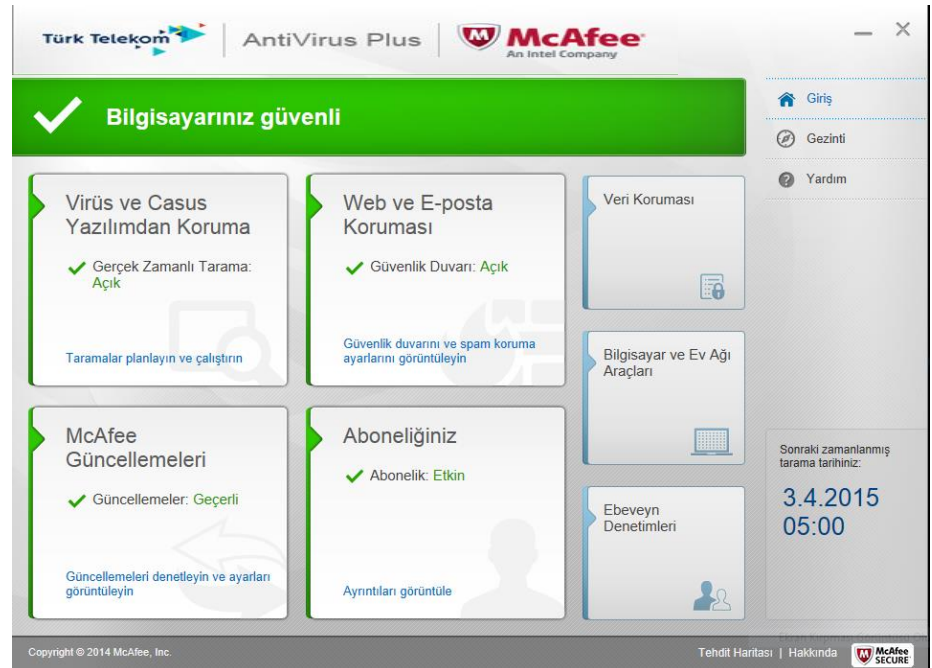 Türk Telekom
AntiVirus Plus
McAfee
An Intel Company
Bilgisayarınız güvenli
Giriş
Gezinti
Yardım
Virüs ve Casus
Yazılımdan Koruma
Gerçek Zamanlı Tarama:
Açık
Taramalar planlayın ve çalıştırın
Web ve E-posta
Koruması
Güvenlik Duvarı: Açık
Güvenlik duvarını ve spam koruma
ayarlarını görüntüleyin
Veri Koruması
Bilgisayar ve Ev Ağı
Araçları
McAfee
Güncellemeleri
Güncellemeler: Geçerli
Güncellemeleri denetleyin ve ayarları
görüntüleyin
Aboneliğiniz
Abonelik: Etkin
Ayrıntıları görüntüle
Ebeveyn
Denetimleri
Sonraki zamanlanmış
tarama tarihiniz:
3.4.2015
05:00
Copyright © 2014 McAfee, Inc.
Tehdit Haritası | Hakkında
McAfee
SECURE